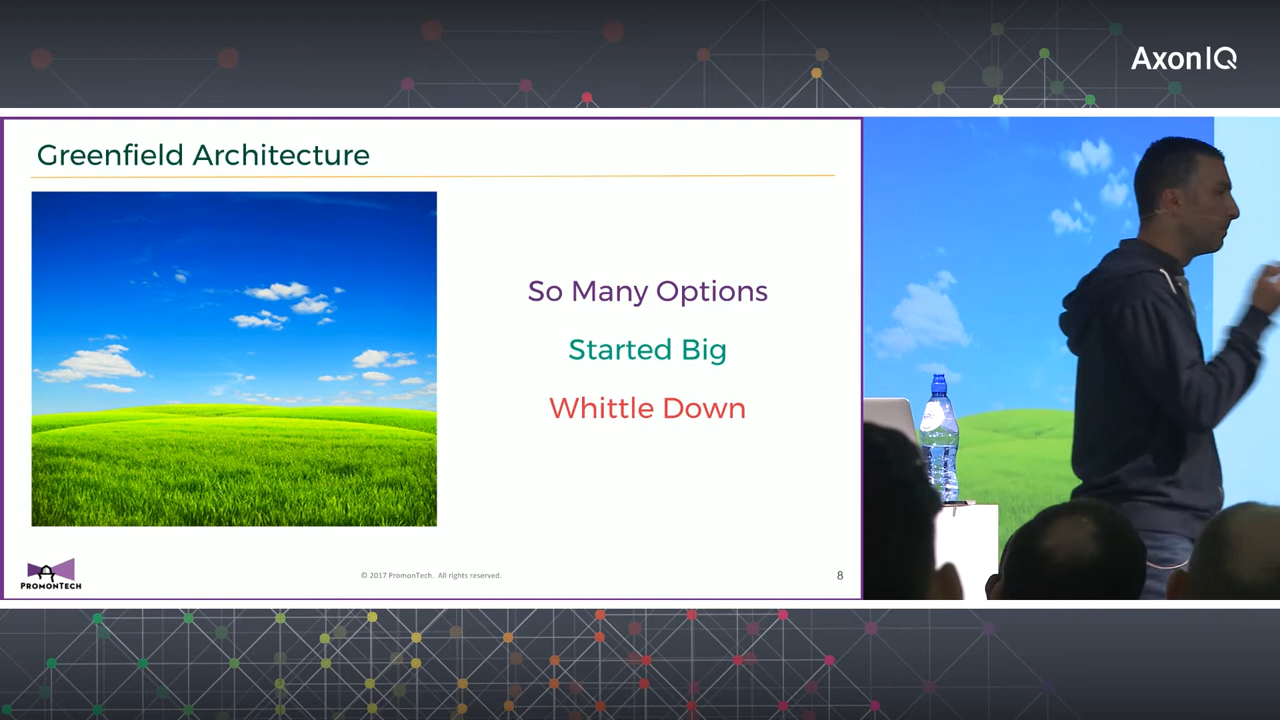 AxonIQ
Greenfield Architecture
So Many Options
Started Big
Whittle Down
PROMONTECH
© 2017 PromonTech. All rights reserved.
8